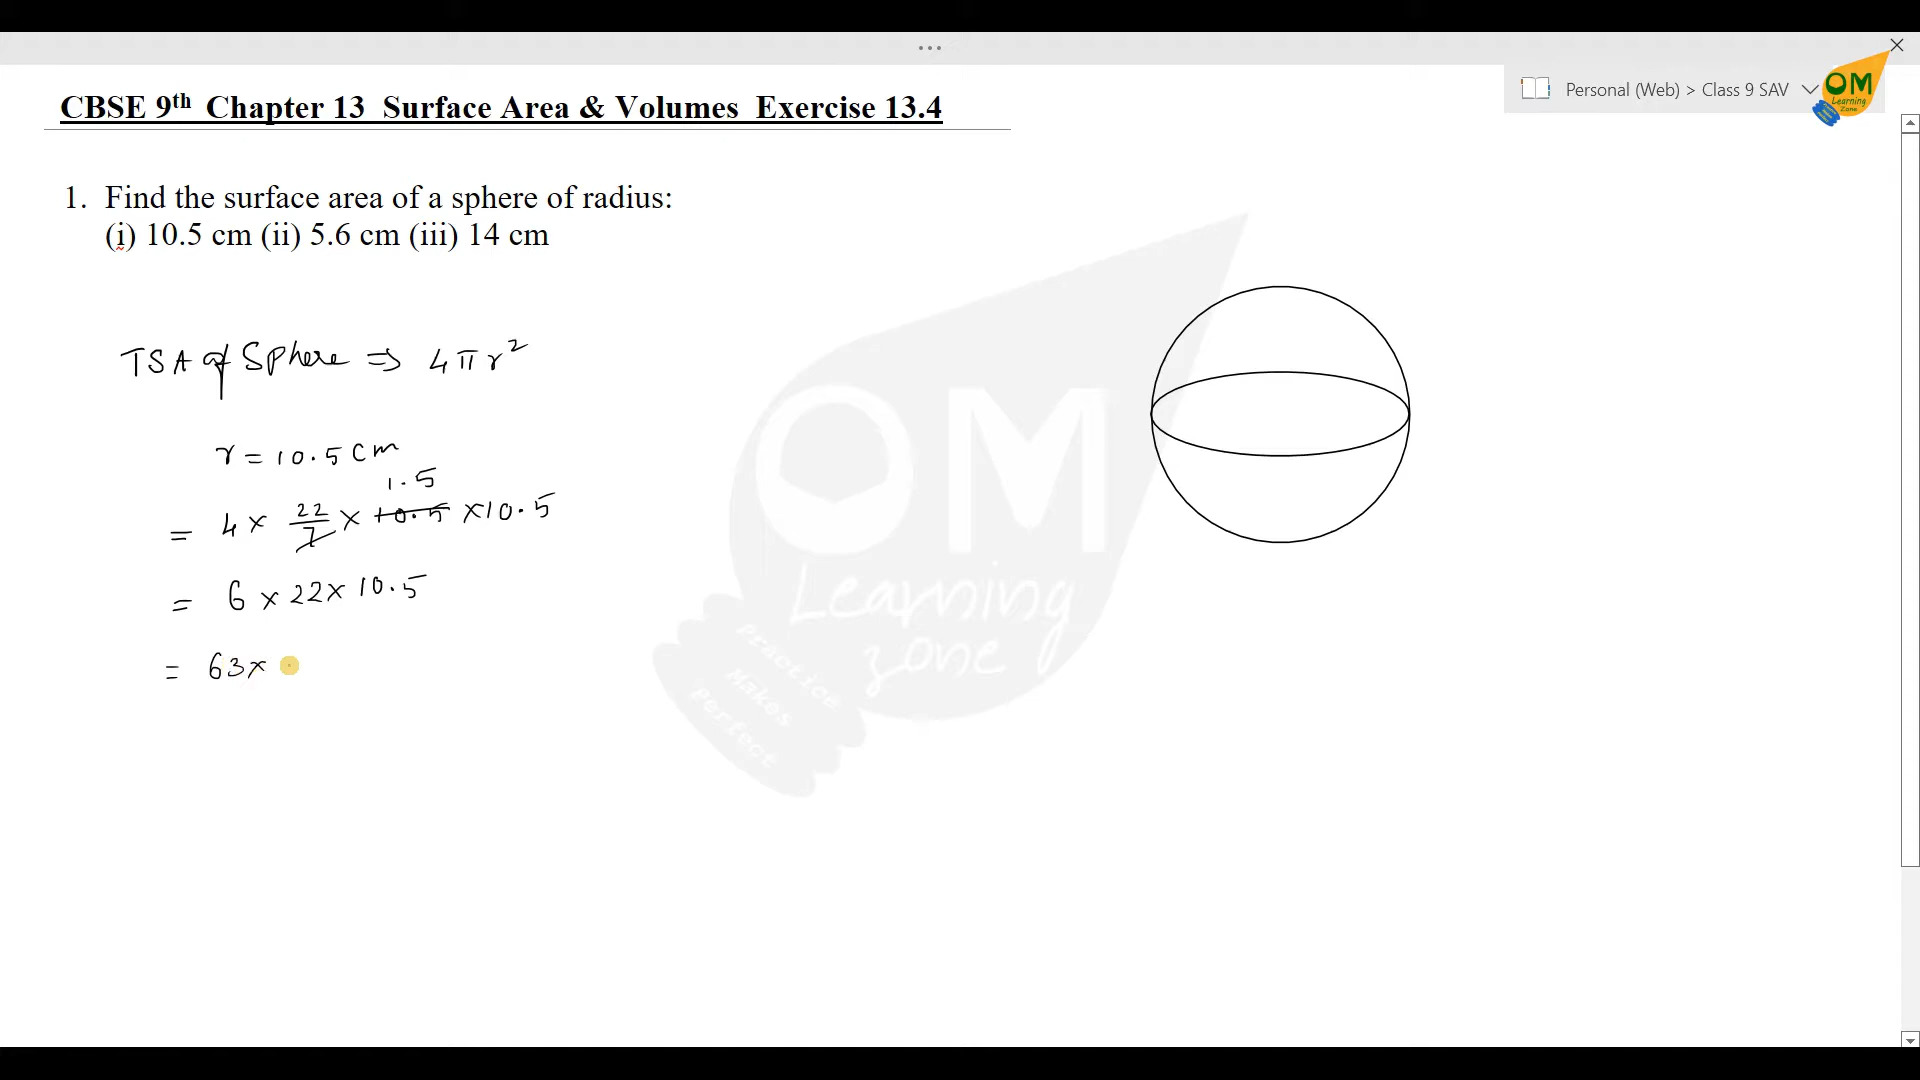 Personal (Web) > Class 9 SAV
OM
Learning
Zone
CBSE 9th Chapter 13 Surface Area & Volumes Exercise 13.4
1. Find the surface area of a sphere of radius:
(i) 10.5 cm (ii) 5.6 cm (iii) 14 cm
TSA of Sphere ⇒ 4πr²
r = 10.5 cm
1.5
= 4 × 22/7 × 10.5 × 10.5
= 6 × 22 × 10.5
= 63 ×
OM
Learning
zone
Practice
Makes
Perfect